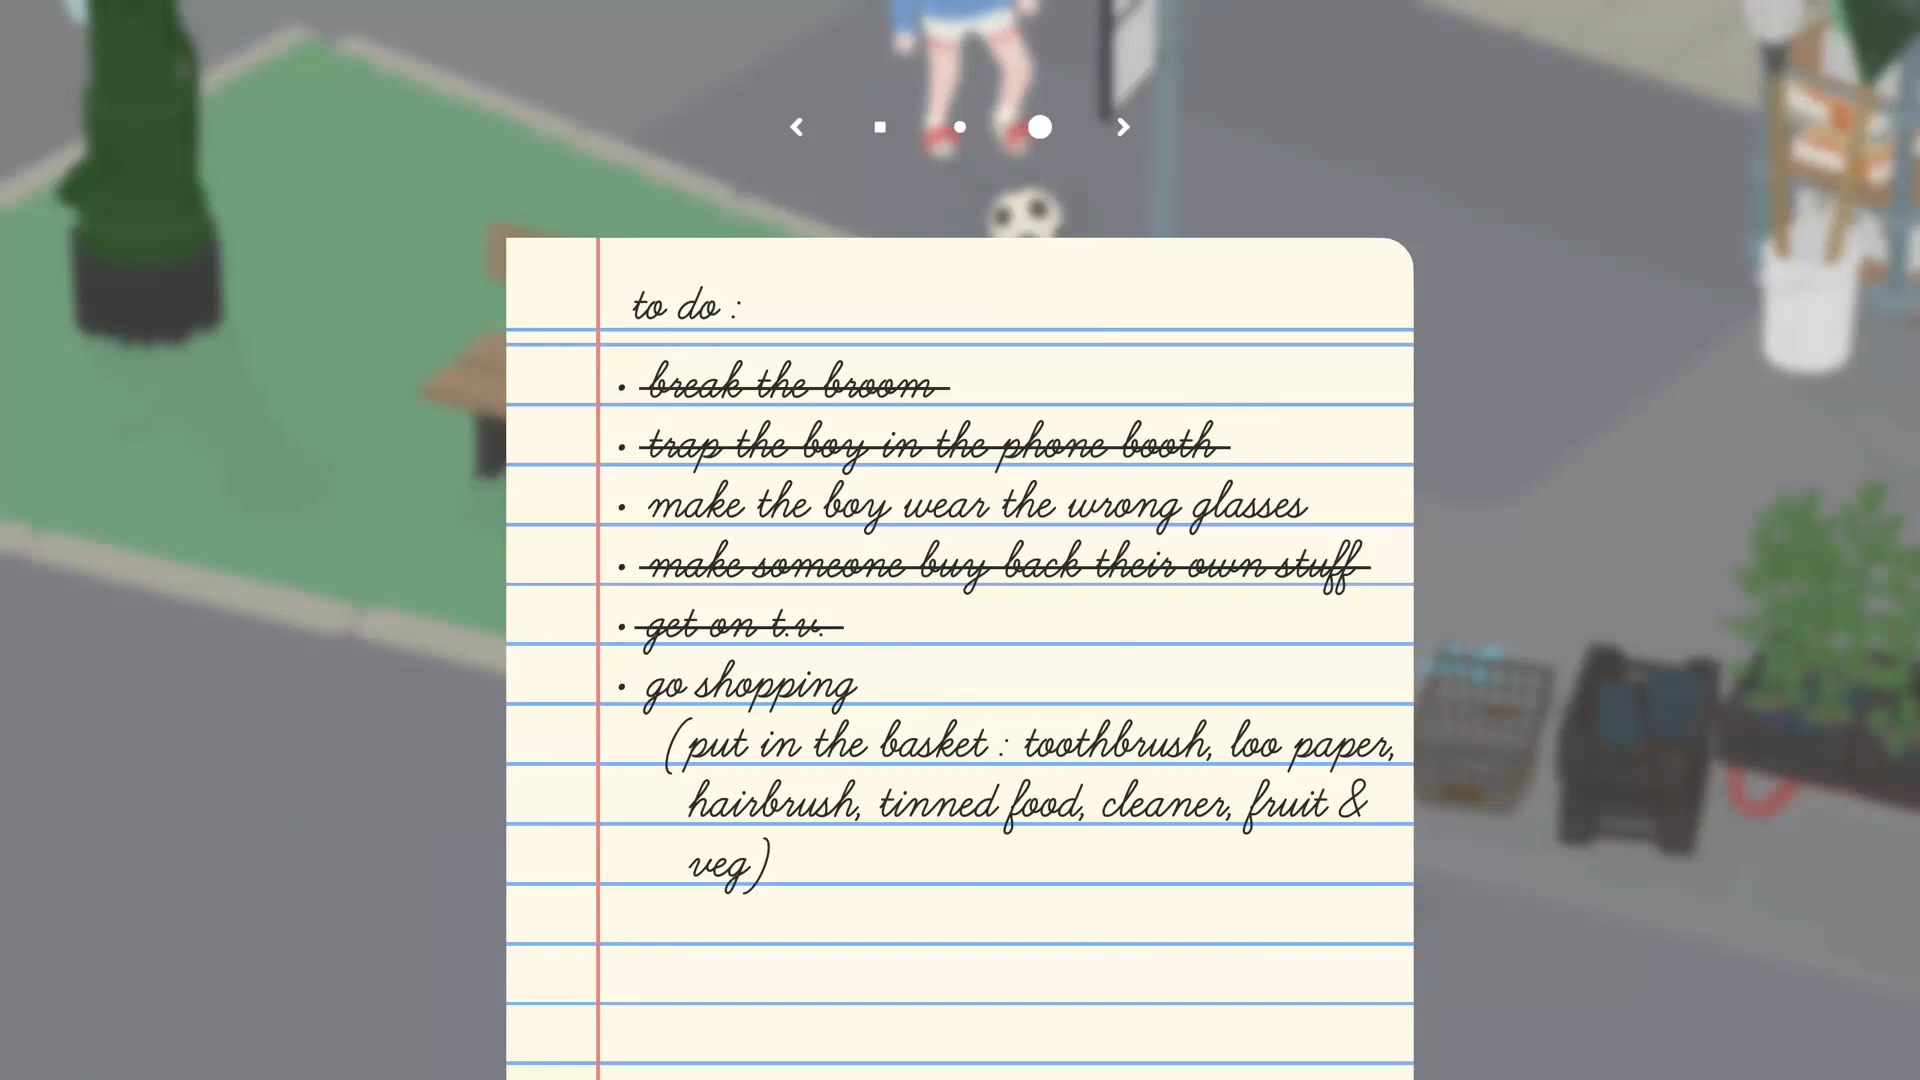 to do :
• break the broom
• trap the boy in the phone booth
• make the boy wear the wrong glasses
• make someone buy back their own stuff
• get on t.v.
• go shopping
(put in the basket : toothbrush, loo paper,
hairbrush, tinned food, cleaner, fruit &
veg)